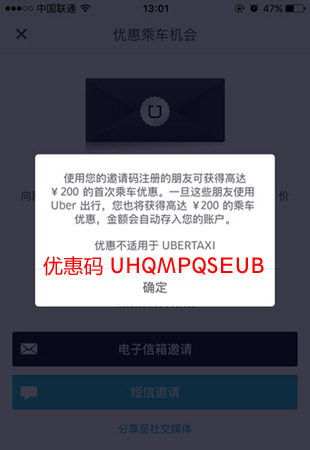 中国联通 13:01 47%
优惠乘车机会
使用您的邀请码注册的朋友可获得高达
￥200 的首次乘车优惠。一旦这些朋友使用
Uber 出行，您也将获得高达 ￥200 的乘车
优惠，金额会自动存入您的账户。
优惠不适用于 UBERTAXI
优惠码 UHQMPQSEUB
确定
电子信箱邀请
短信邀请
分享至社交媒体